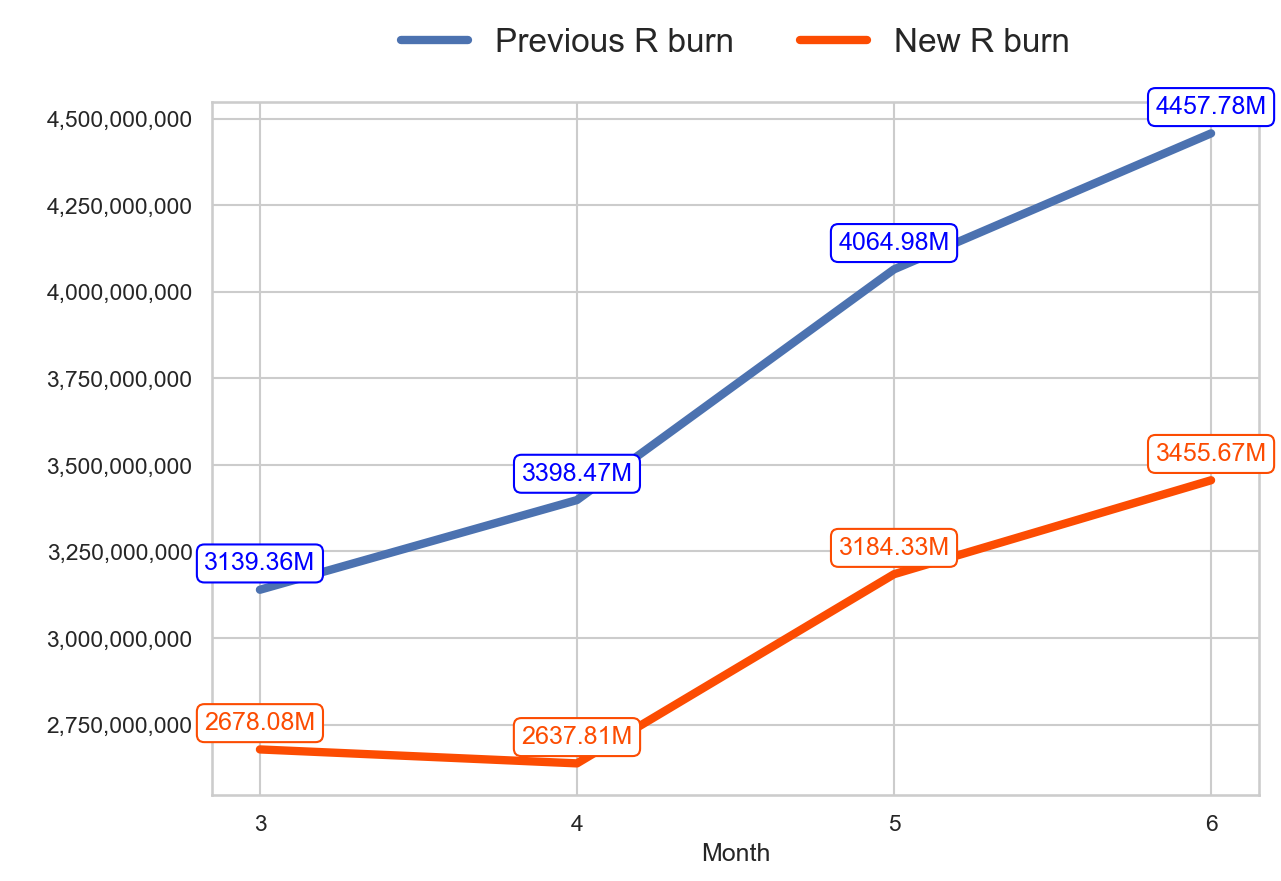 Previous R burn New R burn
4457.78M
4,500,000,000
4,250,000,000
4064.98M
4,000,000,000
3,750,000,000
3,500,000,000
3398.47M
3455.67M
3,250,000,000
3139.36M
3184.33M
3,000,000,000
2,750,000,000
2678.08M
2637.81M
3 4 5 6
Month